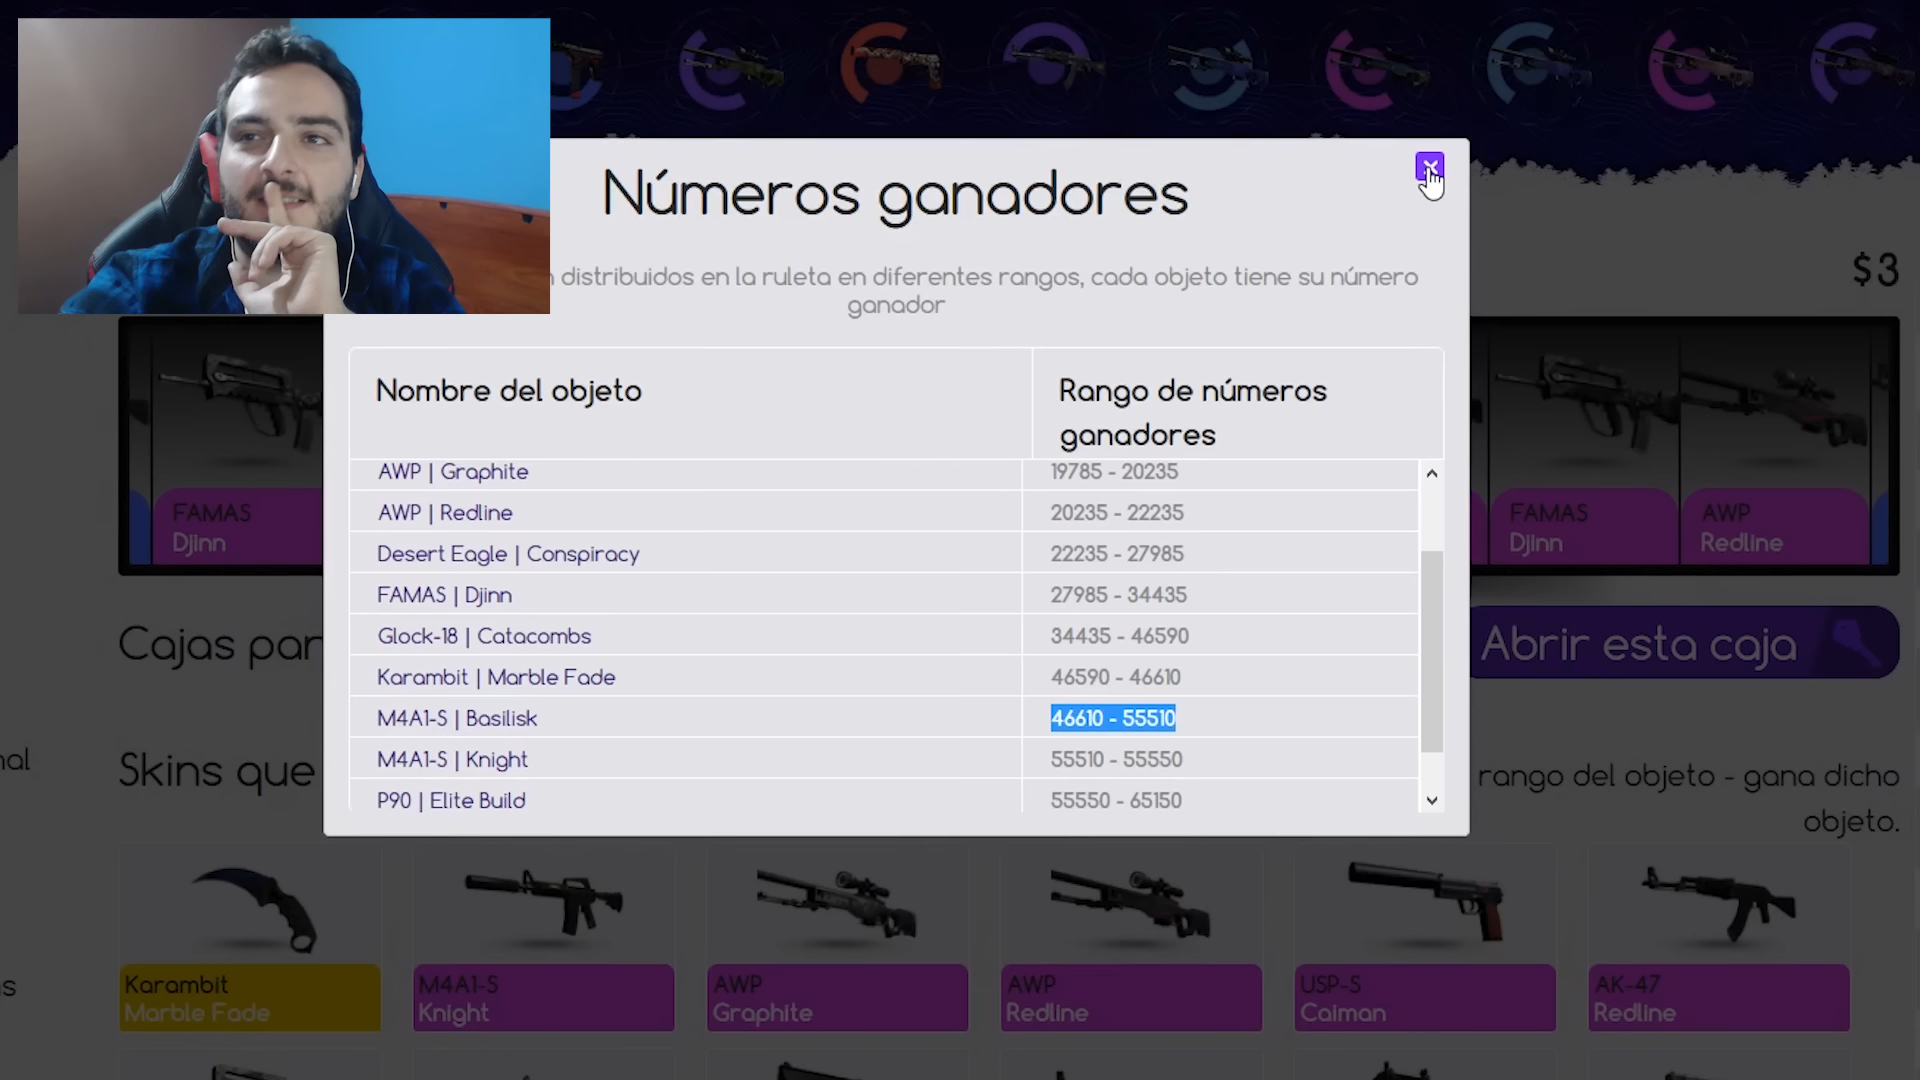 Números ganadores
distribuidos en la ruleta en diferentes rangos, cada objeto tiene su número
ganador
$3
Nombre del objeto
Rango de números
ganadores
AWP | Graphite 19785 - 20235
AWP | Redline 20235 - 22235
Desert Eagle | Conspiracy 22235 - 27985
FAMAS | Djinn 27985 - 34435
Glock-18 | Catacombs 34435 - 46590
Karambit | Marble Fade 46590 - 46610
M4A1-S | Basilisk 46610 - 55510
M4A1-S | Knight 55510 - 55550
P90 | Elite Build 55550 - 65150
FAMAS
Djinn
FAMAS
Djinn
AWP
Redline
Cajas par
Abrir esta caja
Skins que
rango del objeto - gana dicho
objeto.
Karambit
Marble Fade
M4A1-S
Knight
AWP
Graphite
AWP
Redline
USP-S
Caiman
AK-47
Redline